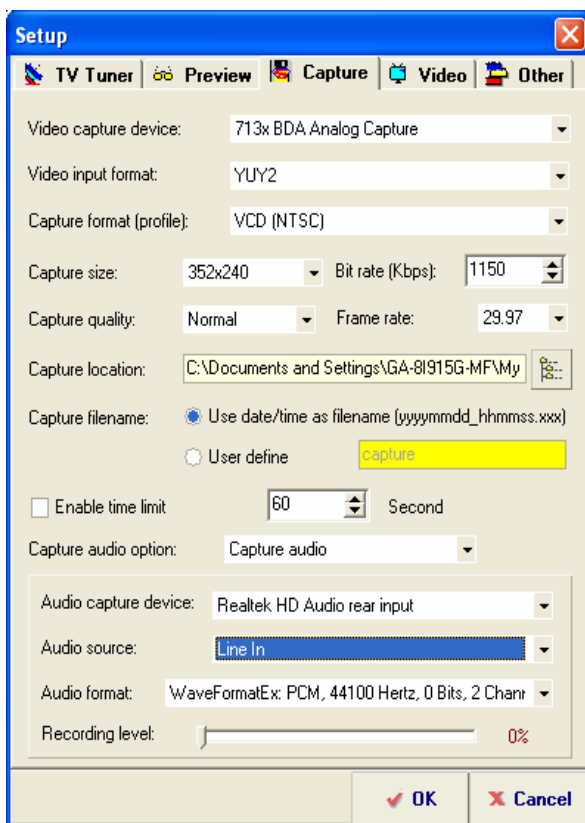 Setup
TV Tuner Preview Capture Video Other
Video capture device: 713x BDA Analog Capture
Video input format: YUY2
Capture format (profile): VCD (NTSC)
Capture size: 352x240 Bit rate (Kbps): 1150
Capture quality: Normal Frame rate: 29.97
Capture location: C:\Documents and Settings\GA-8I915G-MF\My
Capture filename: Use date/time as filename (yyyymmdd_hhmmss.xxx)
User define capture
Enable time limit 60 Second
Capture audio option: Capture audio
Audio capture device: Realtek HD Audio rear input
Audio source: Line In
Audio format: WaveFormatEx: PCM, 44100 Hertz, 0 Bits, 2 Chanr
Recording level: 0%
OK Cancel